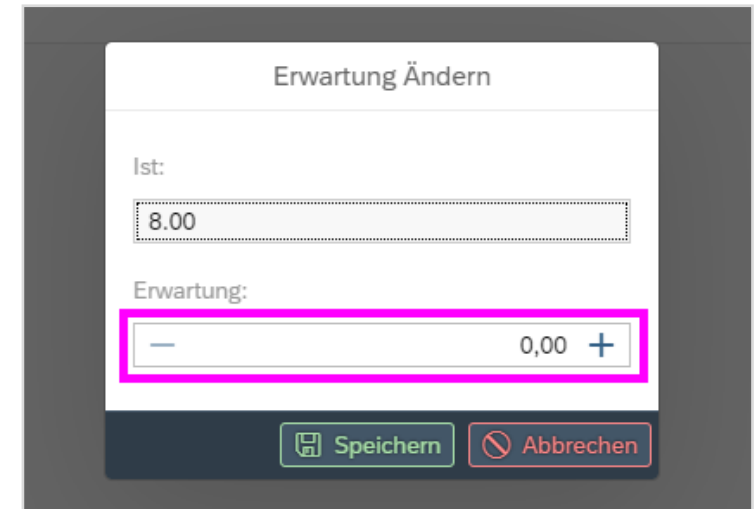 Erwartung Ändern
Ist:
8.00
Erwartung:
— 0,00 +
Speichern Abbrechen